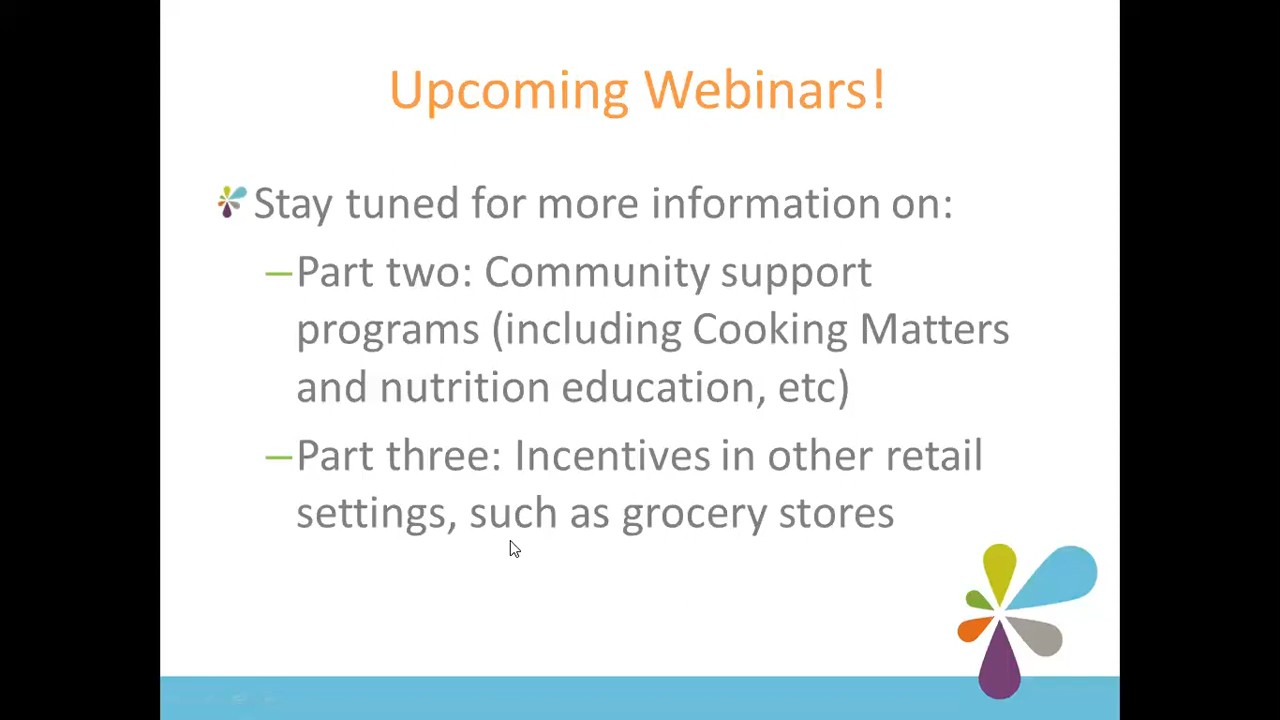 Upcoming Webinars!
Stay tuned for more information on:
–Part two: Community support
programs (including Cooking Matters
and nutrition education, etc)
–Part three: Incentives in other retail
settings, such as grocery stores